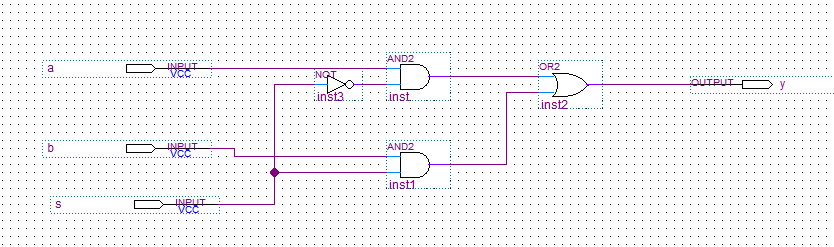 a
INPUT
VCC
NOT
inst3
AND2
inst
OR2
inst2
OUTPUT
y
b
INPUT
VCC
AND2
inst1
s
INPUT
VCC